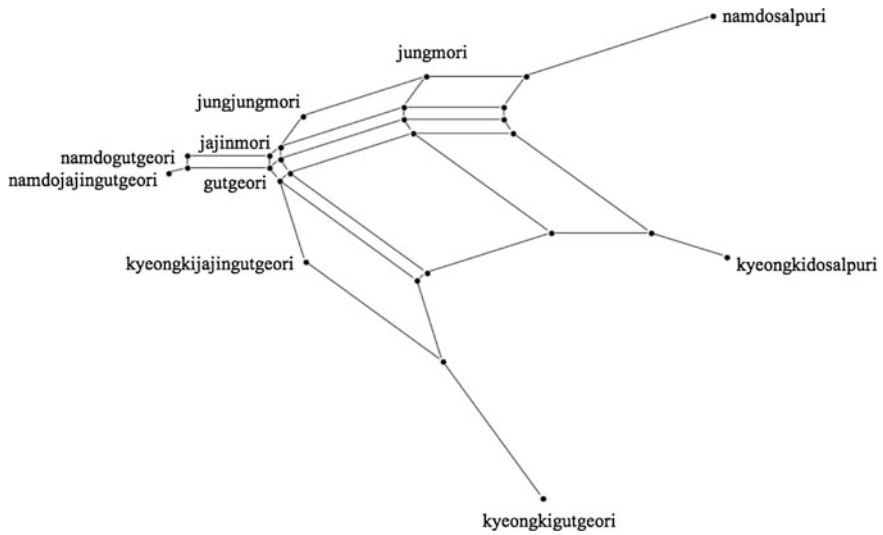 namdosalpuri
jungmori
jungjungmori
jajinmori
namdogutgeori
namdojajingutgeori
gutgeori
kyeongkijajingutgeori
kyeongkidosalpuri
kyeongkigutgeori